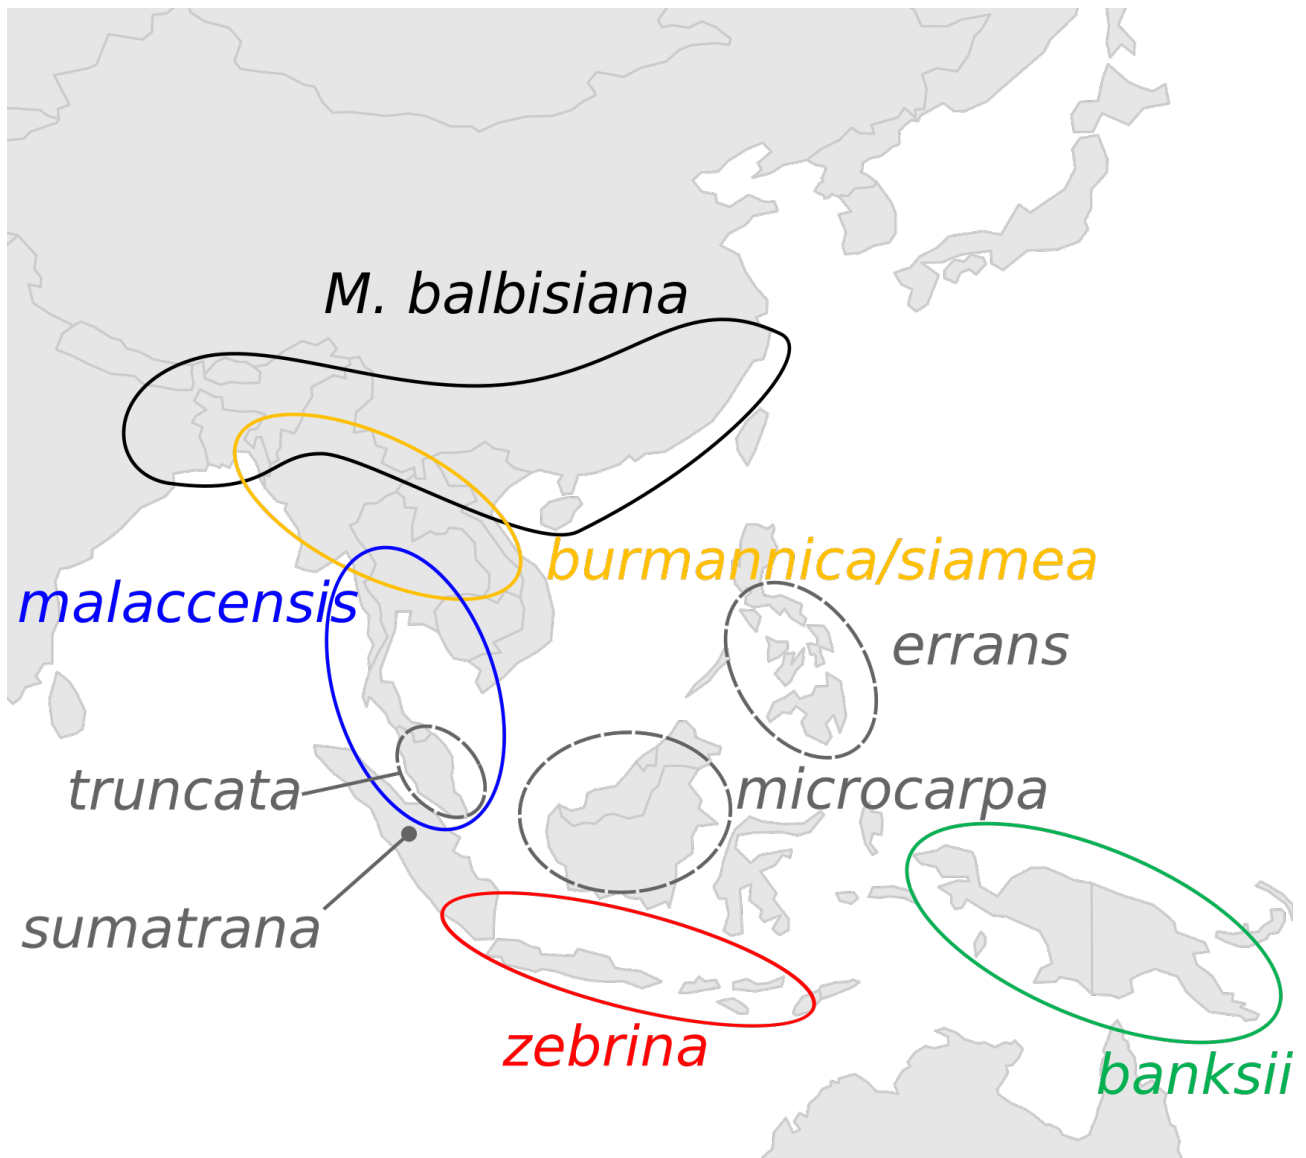 M. balbisiana
burmannica/siamea
malaccensis
errans
truncata
microcarpa
sumatrana
zebrina
banksii